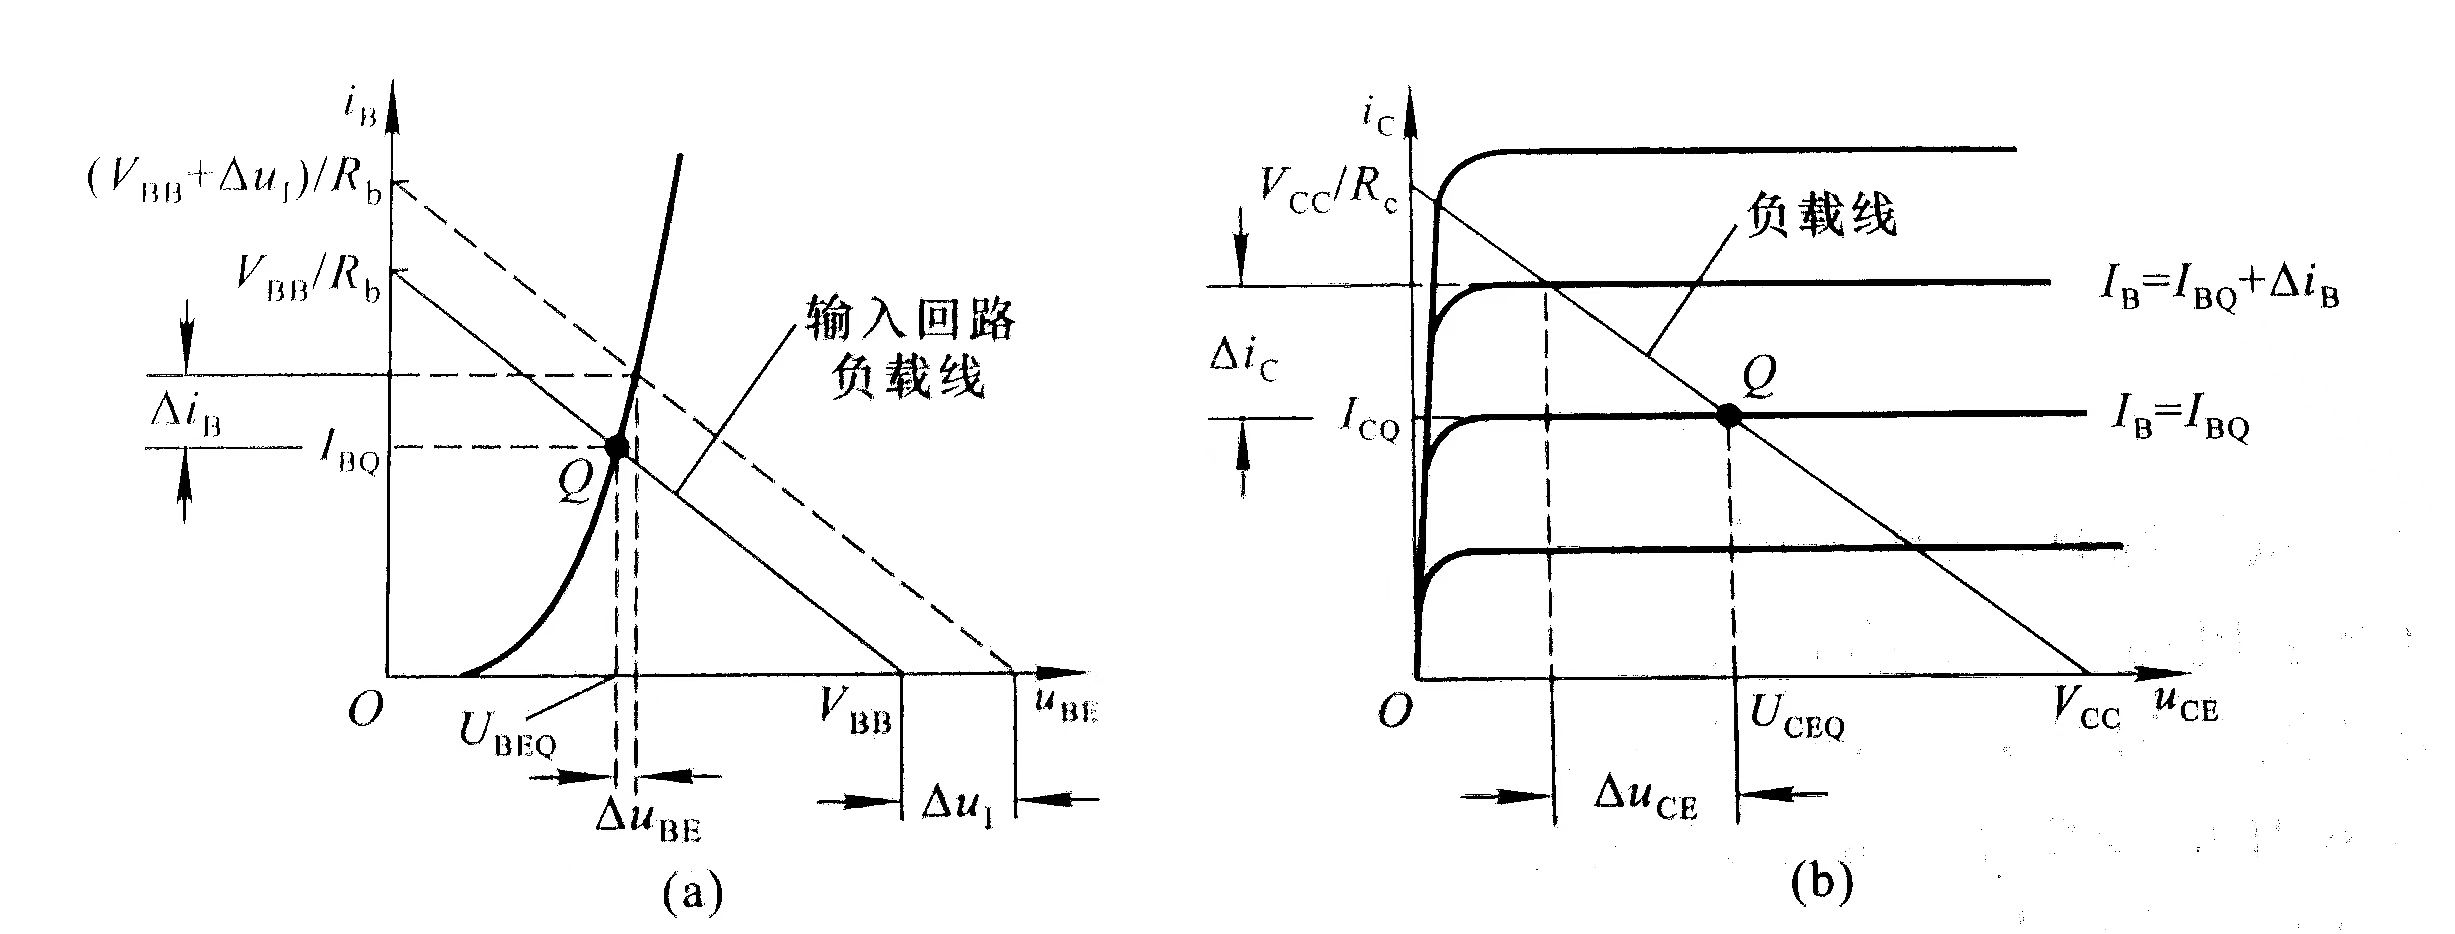 i_B
(V_BB+Δu_I)/R_b
V_BB/R_b
Δi_B
I_BQ
Q
输入回路
负载线
O
U_BEQ
V_BB
u_BE
Δu_BE
Δu_I
(a)
i_C
V_CC/R_c
负载线
I_B=I_BQ+Δi_B
Δi_C
Q
I_CQ
I_B=I_BQ
O
U_CEQ
V_CC
u_CE
Δu_CE
(b)